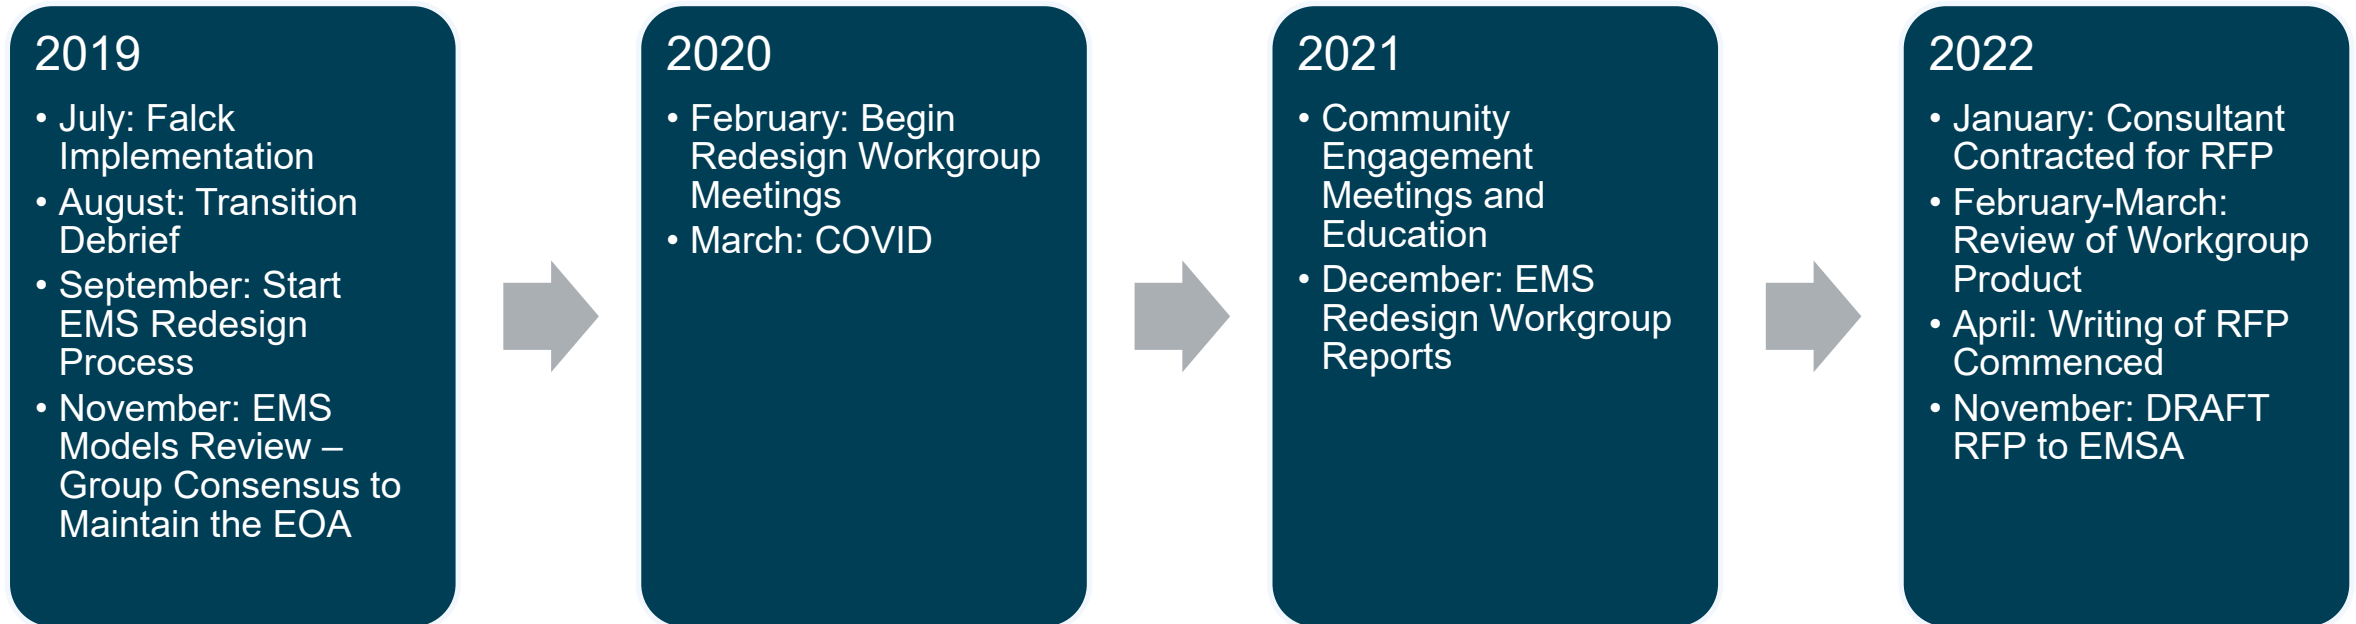 2019
• July: Falck
Implementation
• August: Transition
Debrief
• September: Start
EMS Redesign
Process
• November: EMS
Models Review –
Group Consensus to
Maintain the EOA
2020
• February: Begin
Redesign Workgroup
Meetings
• March: COVID
2021
• Community
Engagement
Meetings and
Education
• December: EMS
Redesign Workgroup
Reports
2022
• January: Consultant
Contracted for RFP
• February-March:
Review of Workgroup
Product
• April: Writing of RFP
Commenced
• November: DRAFT
RFP to EMSA